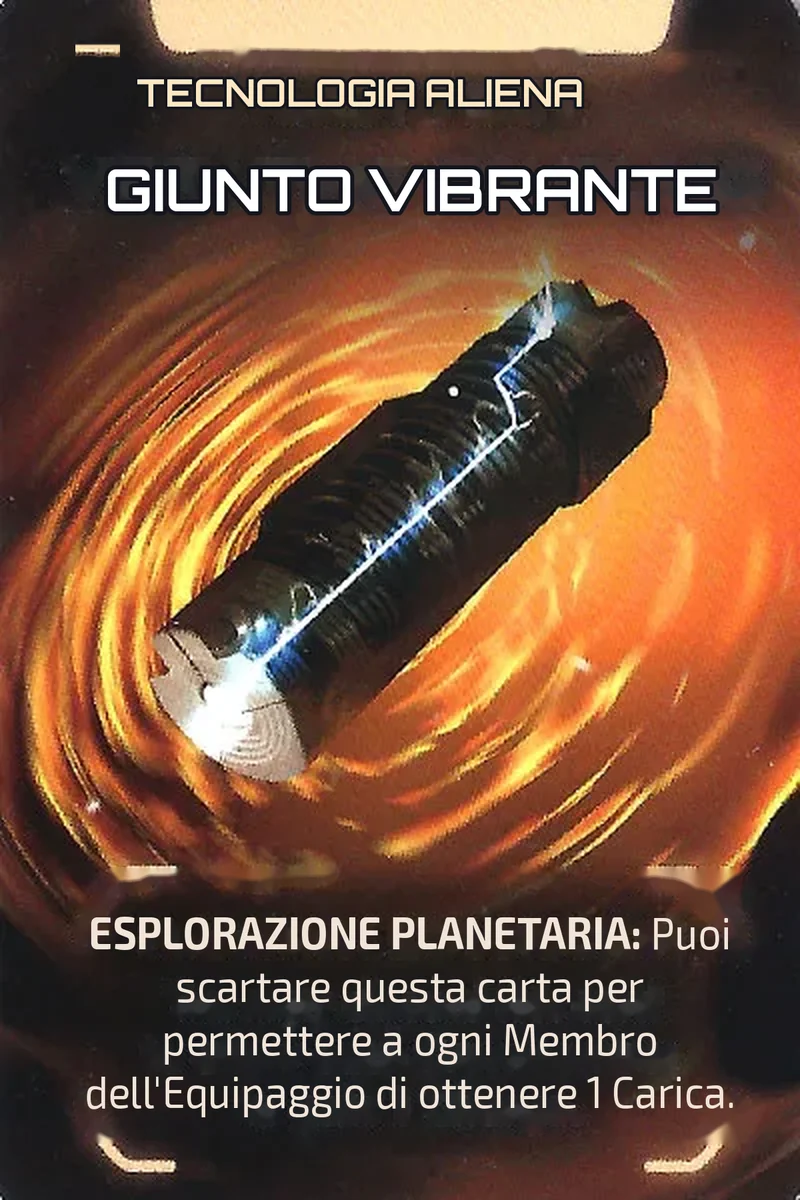 TECNOLOGIA ALIENA
GIUNTO VIBRANTE
ESPLORAZIONE PLANETARIA: Puoi
scartare questa carta per
permettere a ogni Membro
dell'Equipaggio di ottenere 1 Carica.